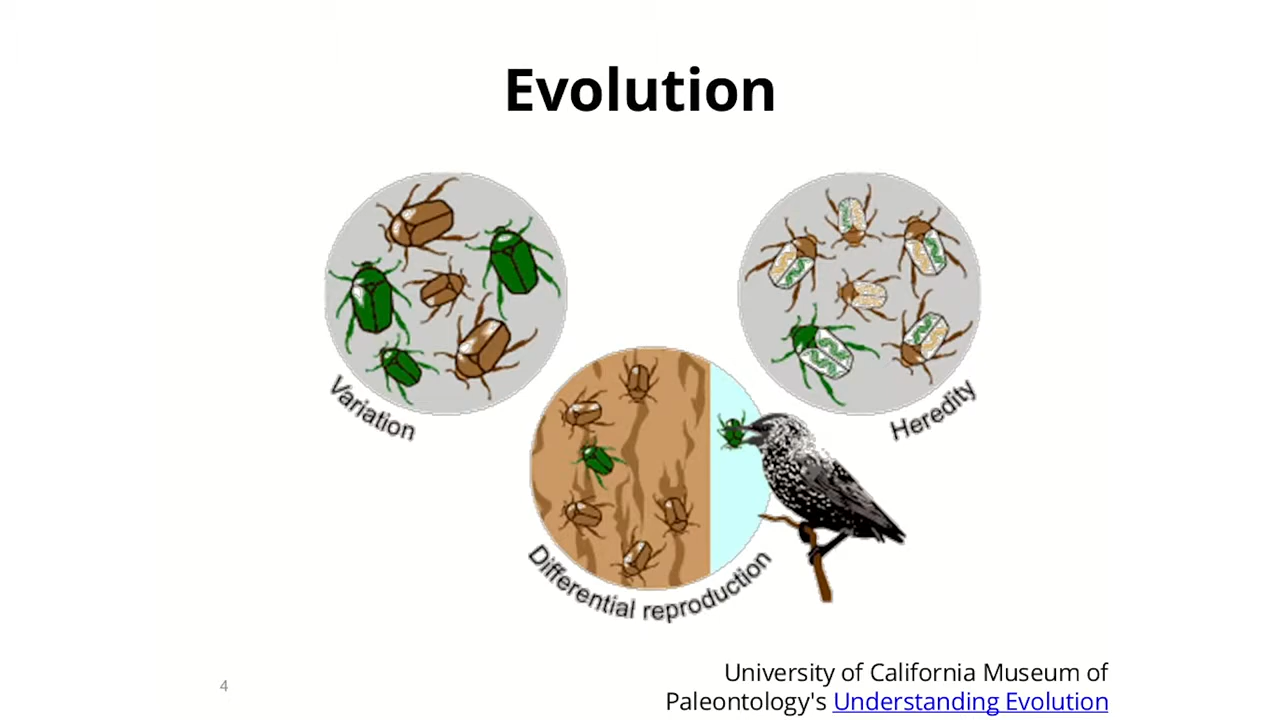 Evolution
Variation
Heredity
Differential reproduction
University of California Museum of
Paleontology's Understanding Evolution
4